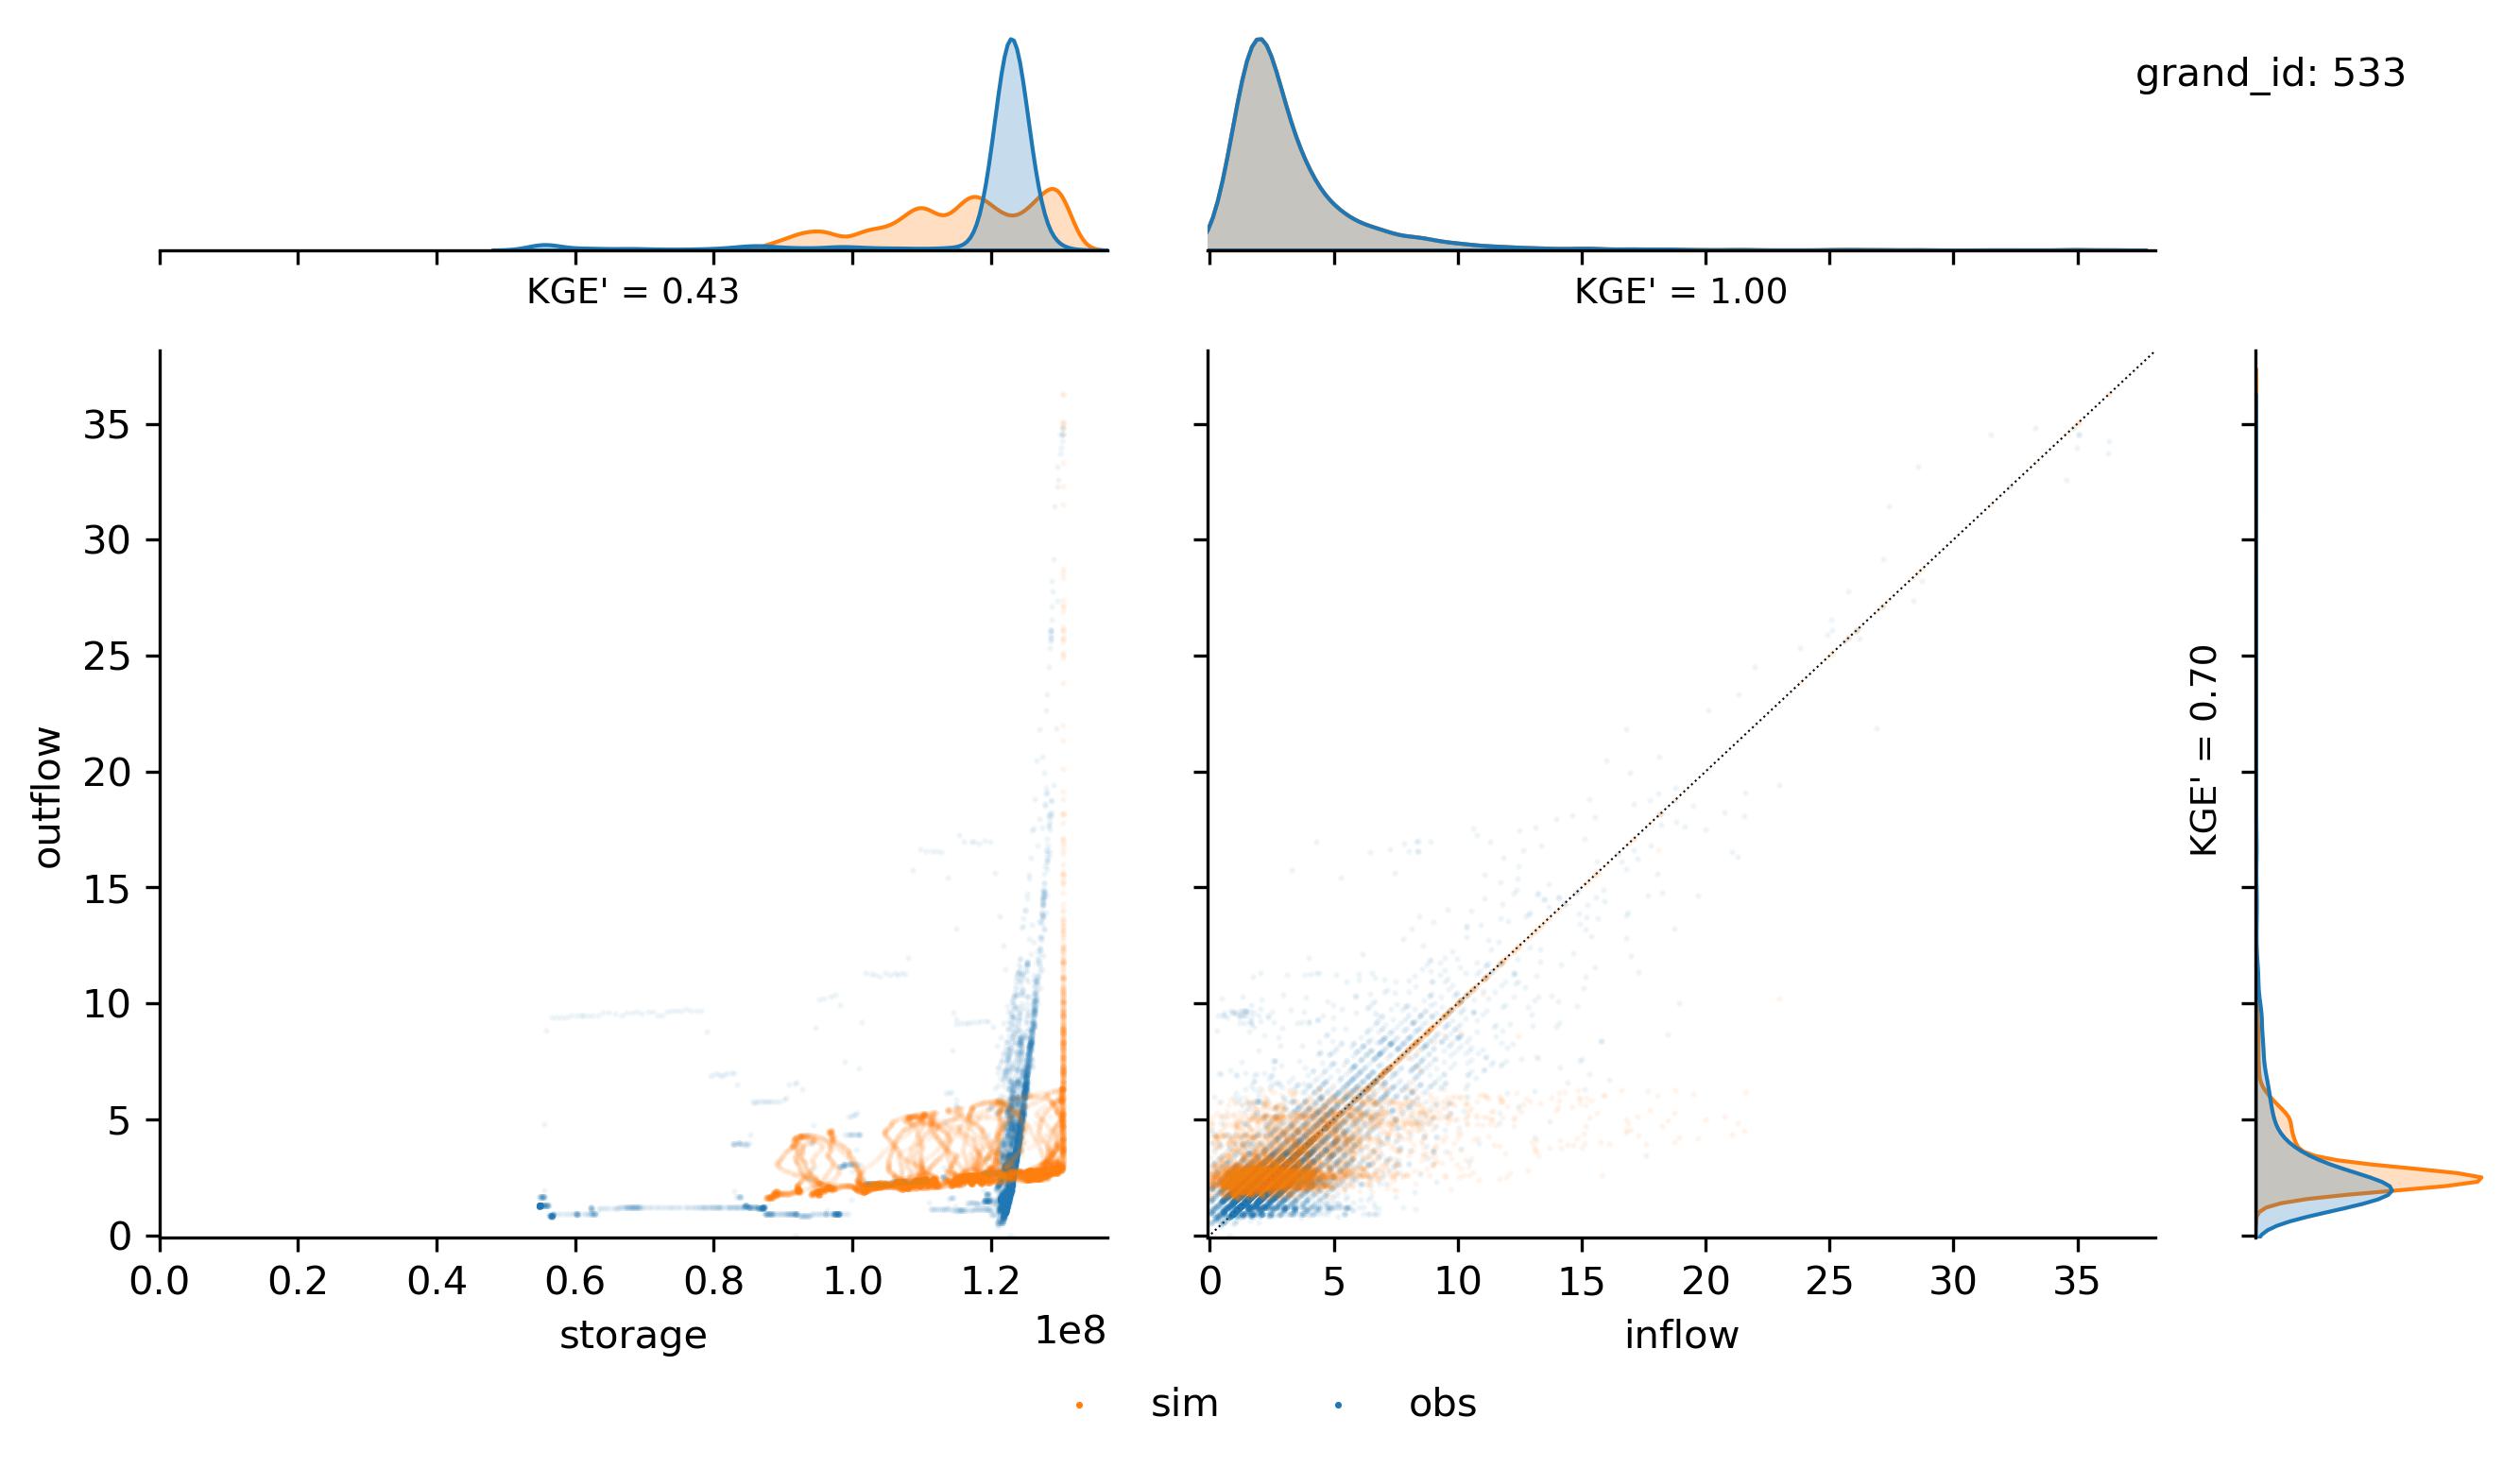 grand_id: 533
KGE' = 0.43
KGE' = 1.00
35
30
25
20
15
10
5
0
outflow
KGE' = 0.70
0.0 0.2 0.4 0.6 0.8 1.0 1.2
1e8
storage
0 5 10 15 20 25 30 35
inflow
sim obs